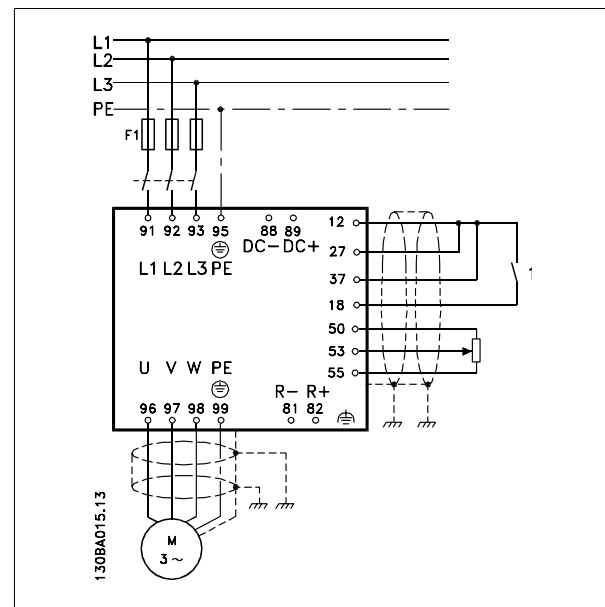 L1
L2
L3
PE
F1
91 92 93 95 88 89
DC- DC+
L1 L2 L3 PE
12
27
37
18
1
50
53
55
U V W PE
R- R+
96 97 98 99 81 82
M
3~
130BA015.13